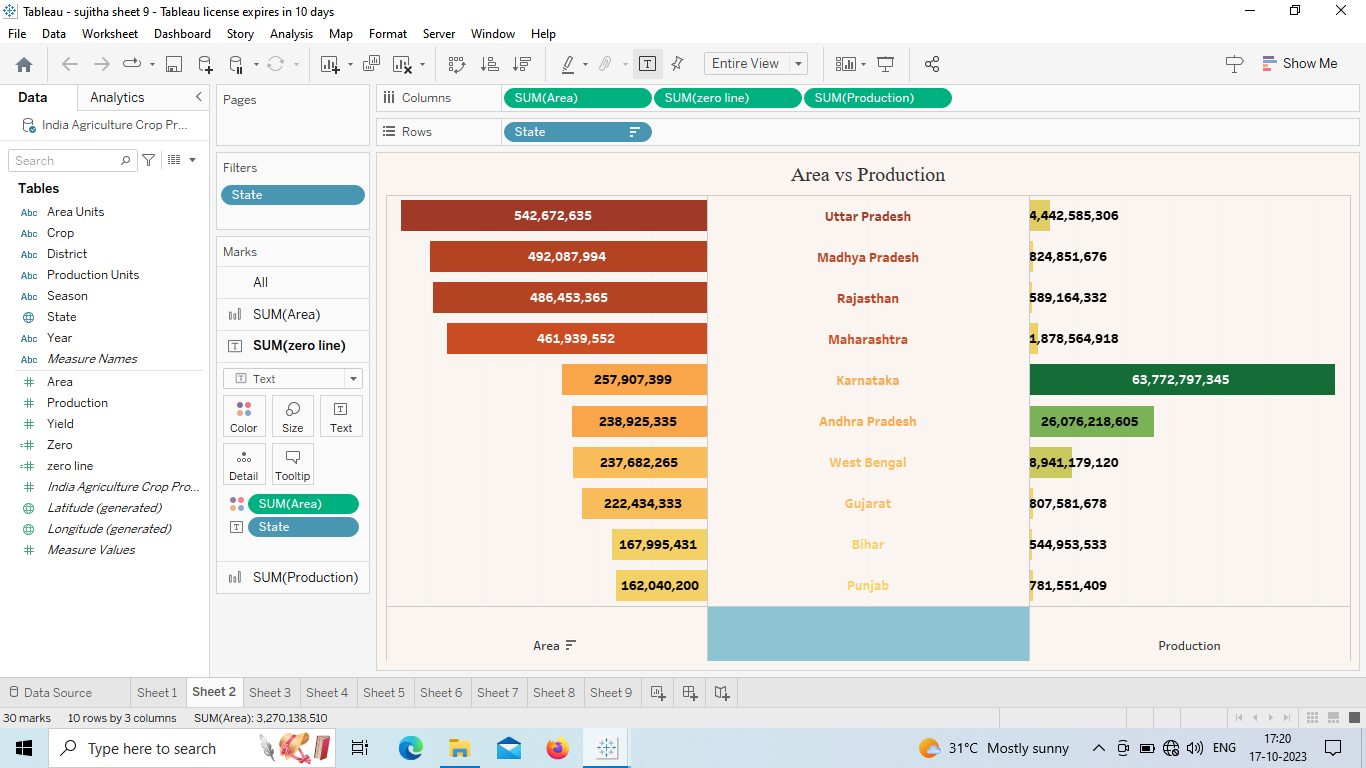 Tableau - sujitha sheet 9 - Tableau license expires in 10 days
File Data Worksheet Dashboard Story Analysis Map Format Server Window Help
Entire View
Show Me
Data Analytics
India Agriculture Crop Pr...
Search
Tables
Abc Area Units
Abc Crop
Abc District
Abc Production Units
Abc Season
State
Abc Year
Abc Measure Names
# Area
# Production
# Yield
=# Zero
=# zero line
# India Agriculture Crop Pro...
Latitude (generated)
Longitude (generated)
# Measure Values
Pages
Filters
State
Marks
All
SUM(Area)
T SUM(zero line)
T Text
Color Size Text
Detail Tooltip
SUM(Area)
T State
SUM(Production)
Columns SUM(Area) SUM(zero line) SUM(Production)
Rows State
Area vs Production
542,672,635 Uttar Pradesh 4,442,585,306
492,087,994 Madhya Pradesh 824,851,676
486,453,365 Rajasthan 589,164,332
461,939,552 Maharashtra 1,878,564,918
257,907,399 Karnataka 63,772,797,345
238,925,335 Andhra Pradesh 26,076,218,605
237,682,265 West Bengal 8,941,179,120
222,434,333 Gujarat 807,581,678
167,995,431 Bihar 544,953,533
162,040,200 Punjab 781,551,409
Area Production
Data Source Sheet 1 Sheet 2 Sheet 3 Sheet 4 Sheet 5 Sheet 6 Sheet 7 Sheet 8 Sheet 9
30 marks 10 rows by 3 columns SUM(Area): 3,270,138,510
Type here to search
31°C Mostly sunny
ENG
17:20
17-10-2023